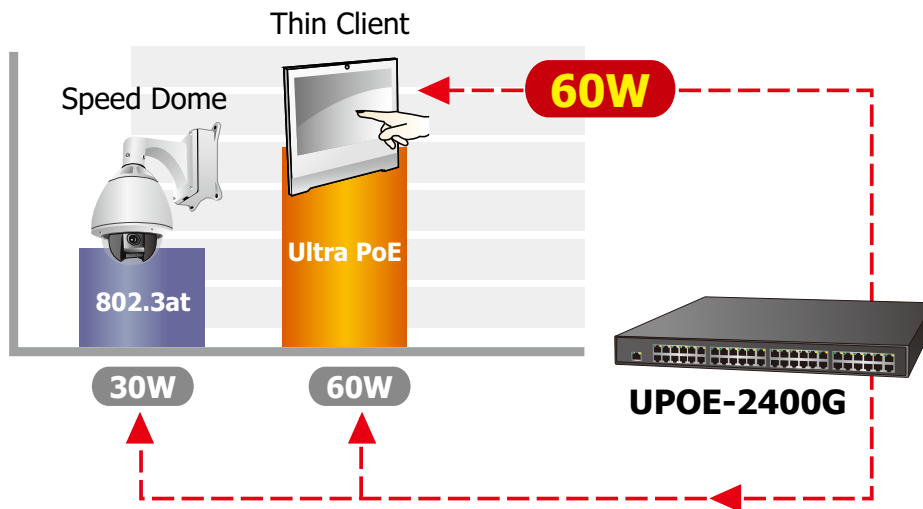 Thin Client
Speed Dome
60W
Ultra PoE
802.3at
30W
60W
UPOE-2400G